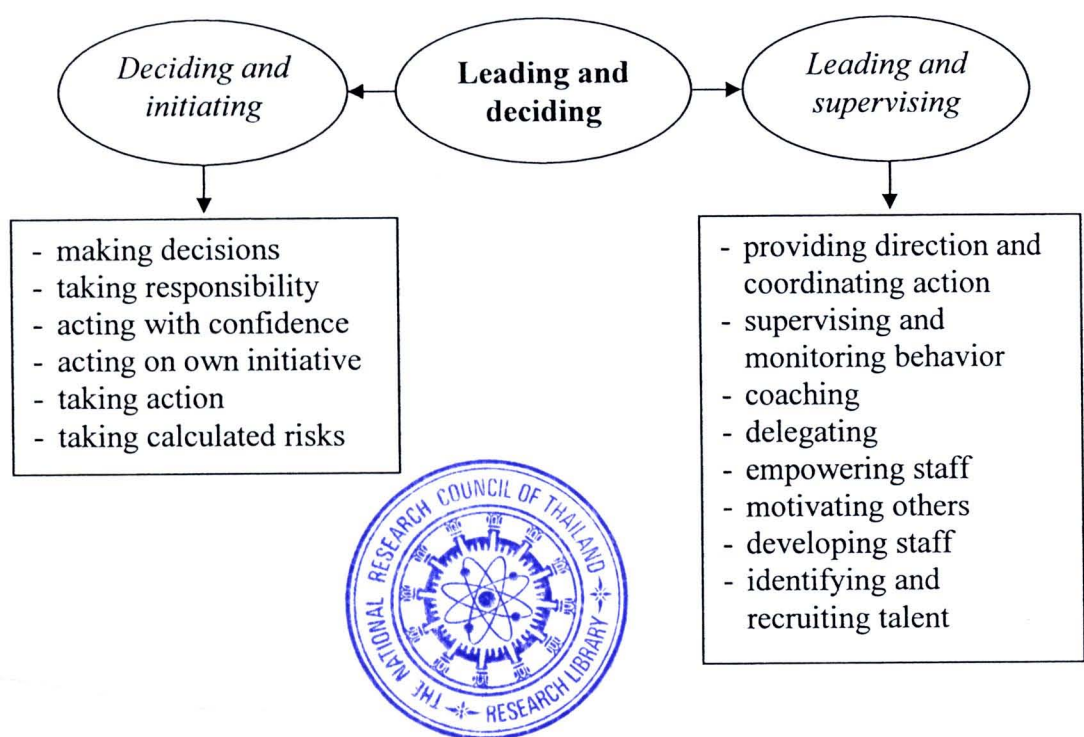 Deciding and
initiating
Leading and
deciding
Leading and
supervising
- making decisions
- taking responsibility
- acting with confidence
- acting on own initiative
- taking action
- taking calculated risks
- providing direction and
coordinating action
- supervising and
monitoring behavior
- coaching
- delegating
- empowering staff
- motivating others
- developing staff
- identifying and
recruiting talent
THE NATIONAL RESEARCH COUNCIL OF THAILAND
RESEARCH LIBRARY